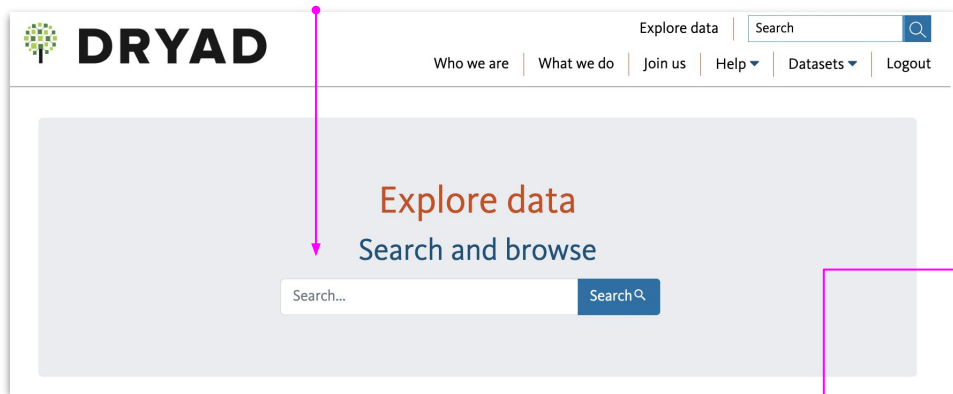 DRYAD
Explore data
Search
Who we are
What we do
Join us
Help
Datasets
Logout
Explore data
Search and browse
Search...
Search